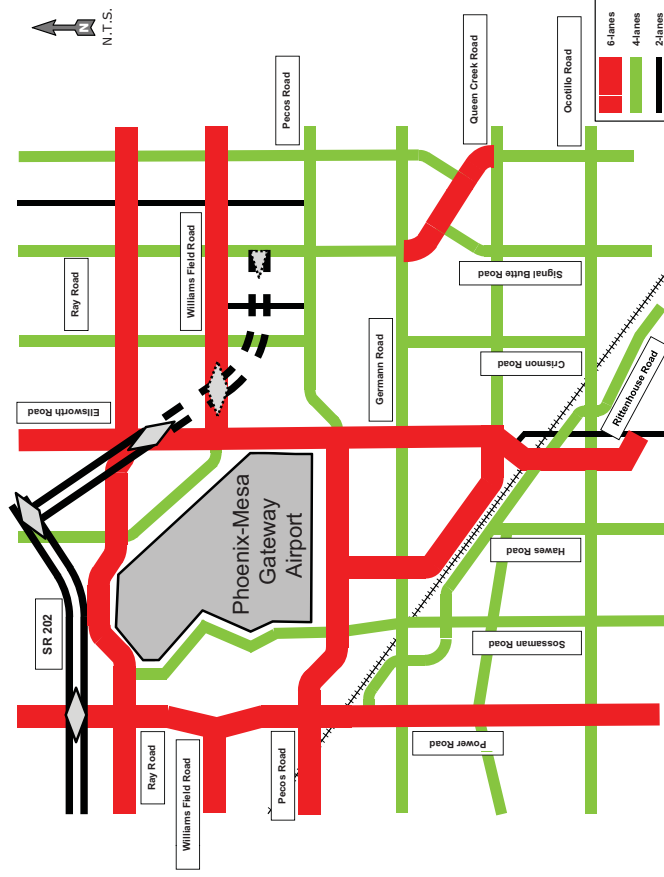 N
N.T.S.
Pecos Road
Queen Creek Road
Ocotillo Road
6-lanes
4-lanes
2-lanes
Ray Road
Williams Field Road
Signal Butte Road
Ellsworth Road
Germann Road
Crismon Road
Rittenhouse Road
Phoenix-Mesa
Gateway
Airport
Hawes Road
SR 202
Sossaman Road
Ray Road
Williams Field Road
Pecos Road
Power Road